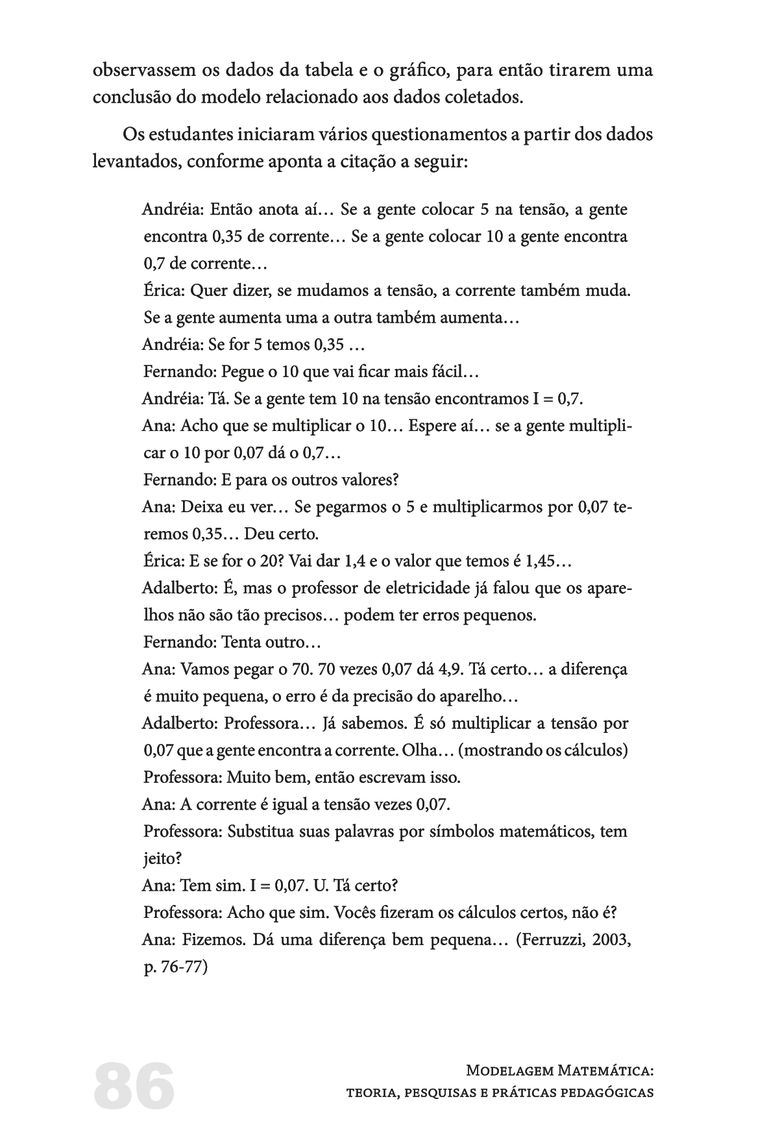 observassem os dados da tabela e o gráfico, para então tirarem uma
conclusão do modelo relacionado aos dados coletados.
Os estudantes iniciaram vários questionamentos a partir dos dados
levantados, conforme aponta a citação a seguir:
Andréia: Então anota aí… Se a gente colocar 5 na tensão, a gente
encontra 0,35 de corrente… Se a gente colocar 10 a gente encontra
0,7 de corrente…
Érica: Quer dizer, se mudamos a tensão, a corrente também muda.
Se a gente aumenta uma a outra também aumenta…
Andréia: Se for 5 temos 0,35 …
Fernando: Pegue o 10 que vai ficar mais fácil…
Andréia: Tá. Se a gente tem 10 na tensão encontramos I = 0,7.
Ana: Acho que se multiplicar o 10… Espere aí… se a gente multipli-
car o 10 por 0,07 dá o 0,7…
Fernando: E para os outros valores?
Ana: Deixa eu ver… Se pegarmos o 5 e multiplicarmos por 0,07 te-
remos 0,35… Deu certo.
Érica: E se for o 20? Vai dar 1,4 e o valor que temos é 1,45…
Adalberto: É, mas o professor de eletricidade já falou que os apare-
lhos não são tão precisos… podem ter erros pequenos.
Fernando: Tenta outro…
Ana: Vamos pegar o 70. 70 vezes 0,07 dá 4,9. Tá certo… a diferença
é muito pequena, o erro é da precisão do aparelho…
Adalberto: Professora… Já sabemos. É só multiplicar a tensão por
0,07 que a gente encontra a corrente. Olha… (mostrando os cálculos)
Professora: Muito bem, então escrevam isso.
Ana: A corrente é igual a tensão vezes 0,07.
Professora: Substitua suas palavras por símbolos matemáticos, tem
jeito?
Ana: Tem sim. I = 0,07. U. Tá certo?
Professora: Acho que sim. Vocês fizeram os cálculos certos, não é?
Ana: Fizemos. Dá uma diferença bem pequena… (Ferruzzi, 2003,
p. 76-77)
86
Modelagem Matemática:
teoria, pesquisas e práticas pedagógicas